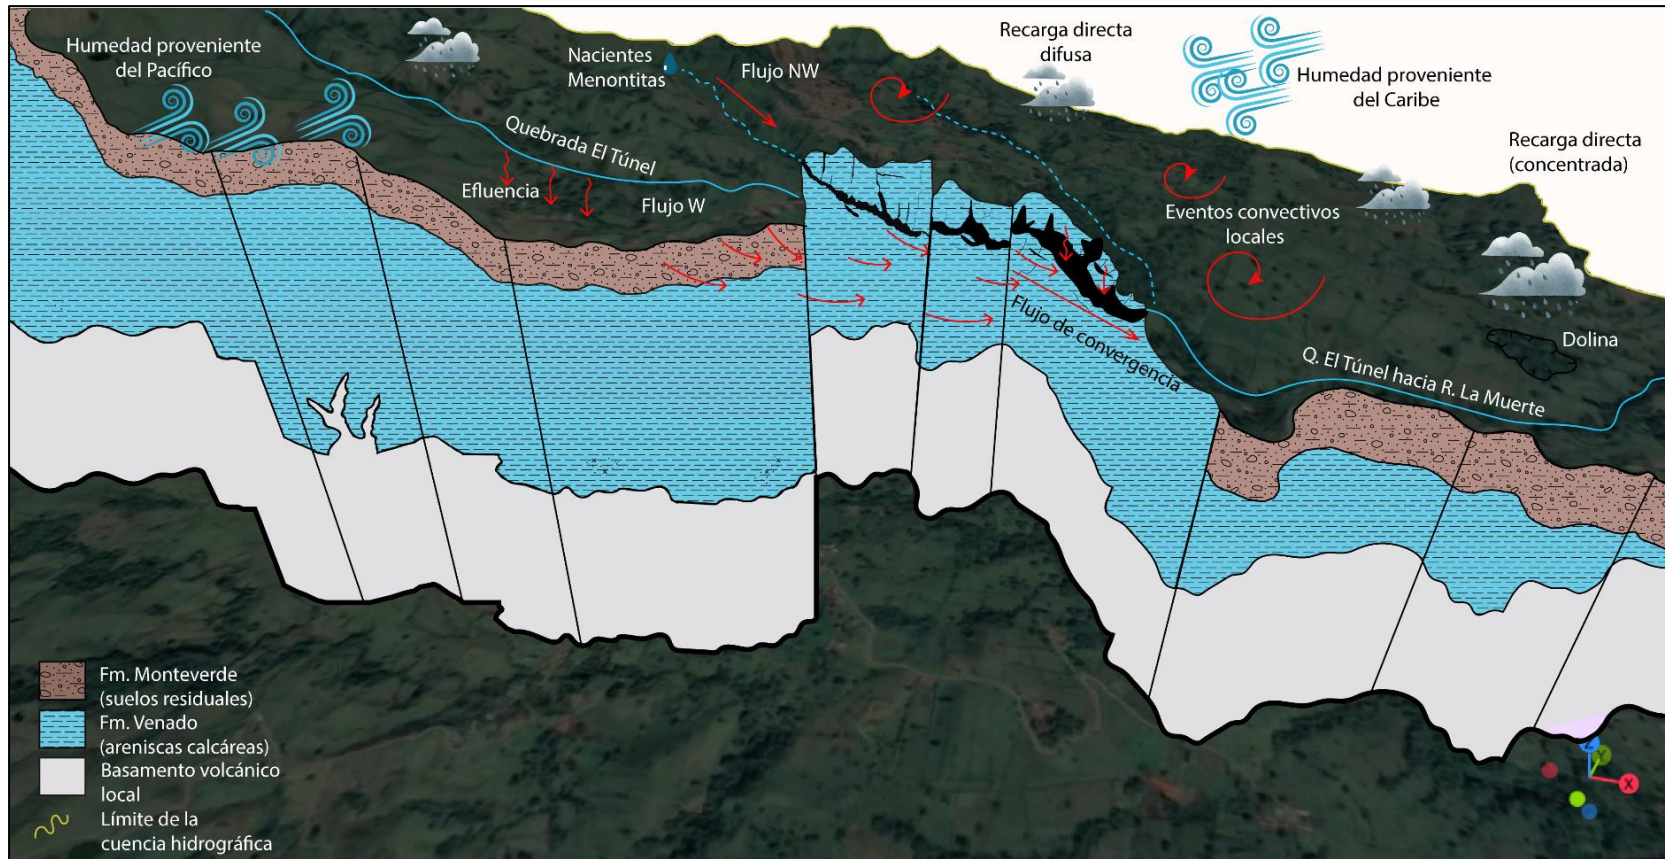 Humedad proveniente
del Pacífico
Nacientes
Menontitas
Flujo NW
Recarga directa
difusa
Humedad proveniente
del Caribe
Recarga directa
(concentrada)
Quebrada El Túnel
Efluencia
Flujo W
Eventos convectivos
locales
Flujo de convergencia
Dolina
Q. El Túnel hacia R. La Muerte
Fm. Monteverde
(suelos residuales)
Fm. Venado
(areniscas calcáreas)
Basamento volcánico
local
Límite de la
cuencia hidrográfica
Z
Y
X